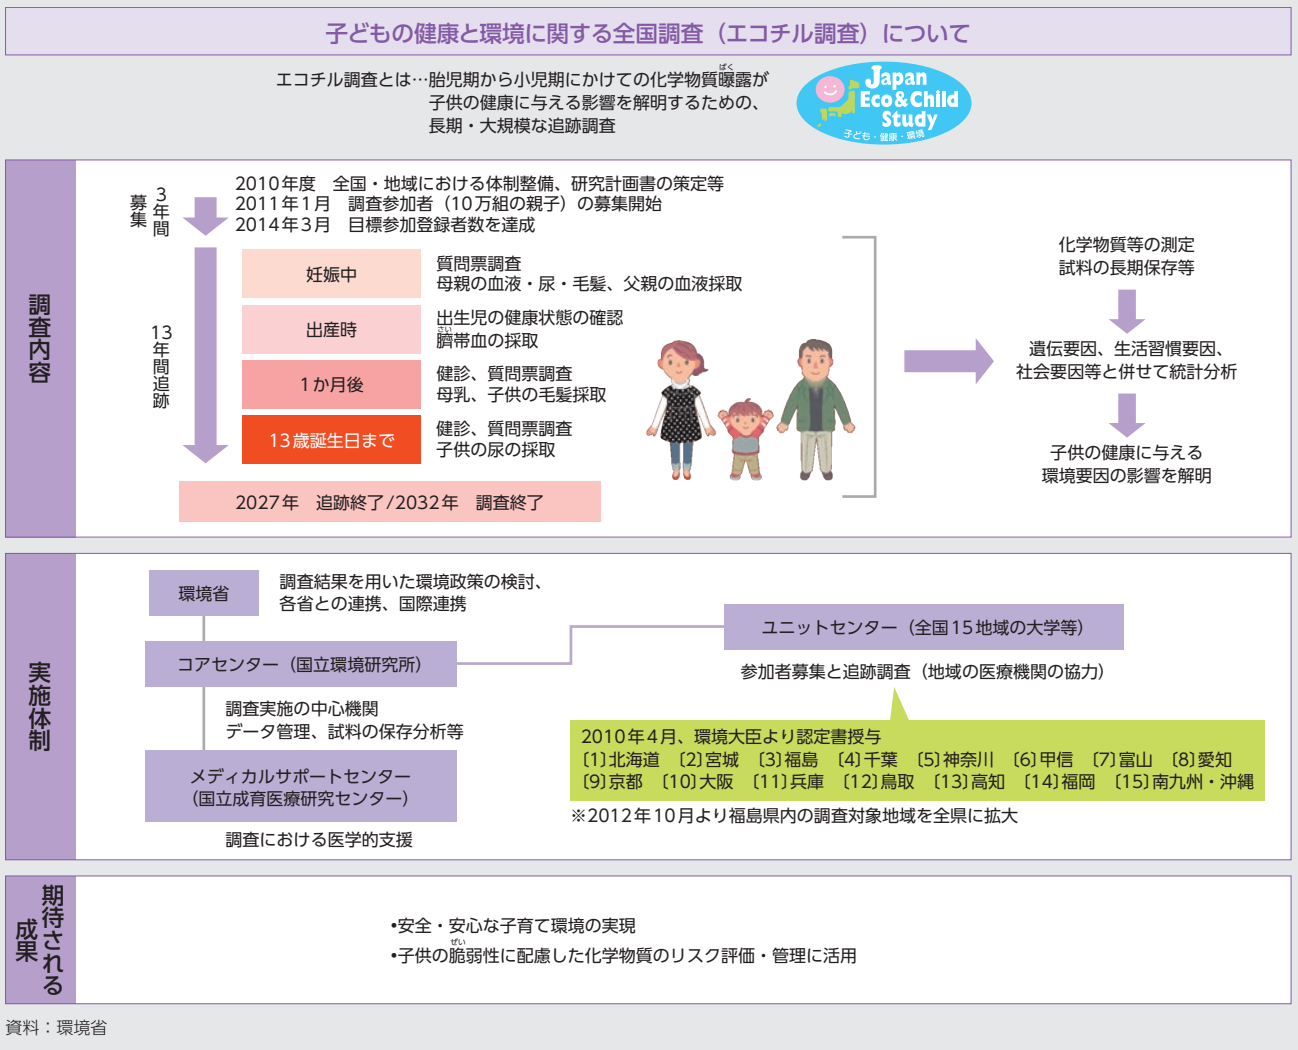 子どもの健康と環境に関する全国調査（エコチル調査）について
エコチル調査とは…胎児期から小児期にかけての化学物質曝露が
ばく
子供の健康に与える影響を解明するための、
長期・大規模な追跡調査
Japan
Eco&Child
Study
子ども・健康・環境
調査内容
3年間
募集
2010年度　全国・地域における体制整備、研究計画書の策定等
2011年1月　調査参加者（10万組の親子）の募集開始
2014年3月　目標参加登録者数を達成
13年間追跡
妊娠中
質問票調査
母親の血液・尿・毛髪、父親の血液採取
出産時
出生児の健康状態の確認
さい
臍帯血の採取
1か月後
健診、質問票調査
母乳、子供の毛髪採取
13歳誕生日まで
健診、質問票調査
子供の尿の採取
2027年　追跡終了/2032年　調査終了
化学物質等の測定
試料の長期保存等
遺伝要因、生活習慣要因、
社会要因等と併せて統計分析
子供の健康に与える
環境要因の影響を解明
実施体制
環境省
調査結果を用いた環境政策の検討、
各省との連携、国際連携
コアセンター（国立環境研究所）
調査実施の中心機関
データ管理、試料の保存分析等
メディカルサポートセンター
（国立成育医療研究センター）
調査における医学的支援
ユニットセンター（全国15地域の大学等）
参加者募集と追跡調査（地域の医療機関の協力）
2010年4月、環境大臣より認定書授与
〔1〕北海道　〔2〕宮城　〔3〕福島　〔4〕千葉　〔5〕神奈川　〔6〕甲信　〔7〕富山　〔8〕愛知
〔9〕京都　〔10〕大阪　〔11〕兵庫　〔12〕鳥取　〔13〕高知　〔14〕福岡　〔15〕南九州・沖縄
※2012年10月より福島県内の調査対象地域を全県に拡大
期待される
成果
•安全・安心な子育て環境の実現
ぜい
•子供の脆弱性に配慮した化学物質のリスク評価・管理に活用
資料：環境省